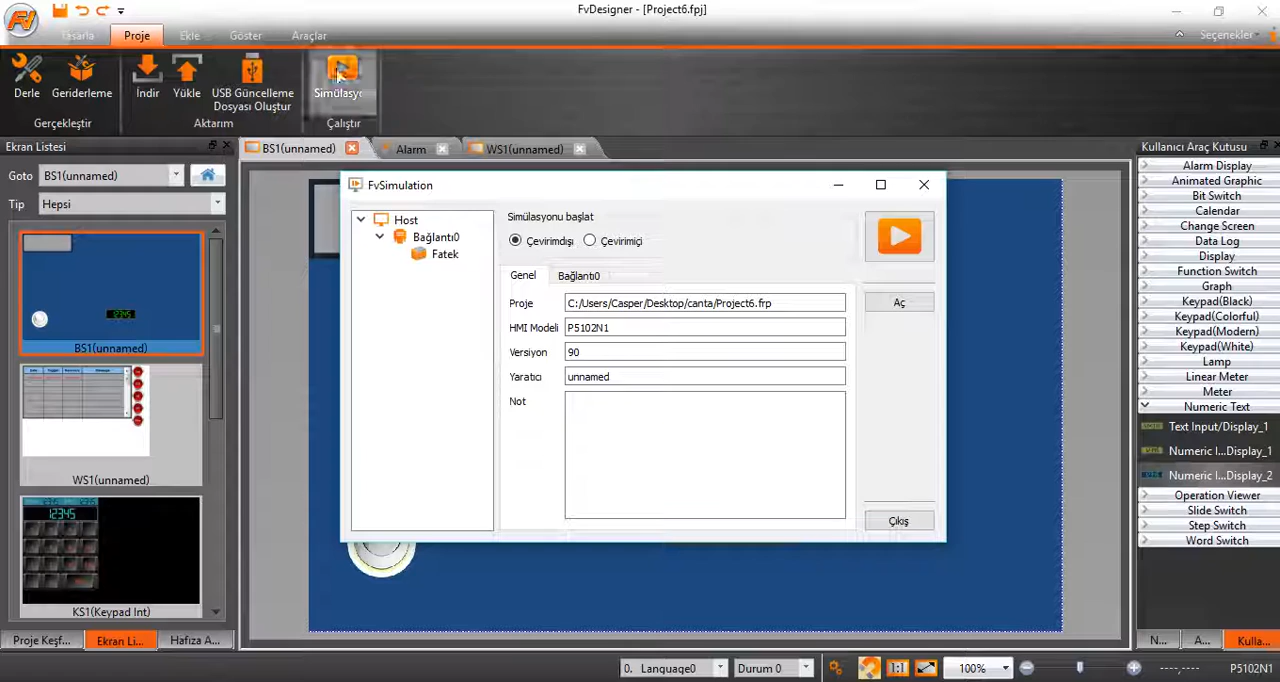 FvDesigner - [Project6.fpj]
Tasarla Proje Ekle Göster Araçlar Seçenekler
Derle Geriderleme İndir Yükle USB Güncelleme Dosyası Oluştur Simülasyc
Gerçekleştir Aktarım Çalıştır
Ekran Listesi
Goto BS1(unnamed)
Tip Hepsi
BS1(unnamed)
WS1(unnamed)
12345
KS1(Keypad Int)
Proje Keşf... Ekran Li... Hafıza A...
BS1(unnamed) Alarm WS1(unnamed)
FvSimulation
Host
Bağlantı0
Fatek
Simülasyonu başlat
Çevirimdışı Çevirimiçi
Genel Bağlantı0
Proje C:/Users/Casper/Desktop/canta/Project6.frp
HMI Modeli P5102N1
Versiyon 90
Yaratıcı unnamed
Not
Aç
Çıkış
Kullanıcı Araç Kutusu
Alarm Display
Animated Graphic
Bit Switch
Calendar
Change Screen
Data Log
Display
Function Switch
Graph
Keypad(Black)
Keypad(Colorful)
Keypad(Modern)
Keypad(White)
Lamp
Linear Meter
Meter
Numeric Text
Text Input/Display_1
Numeric I...Display_1
Numeric I...Display_2
Operation Viewer
Slide Switch
Step Switch
Word Switch
N... A... Kulla...
0. Language0 Durum 0 1:1 100% ----,---- P5102N1